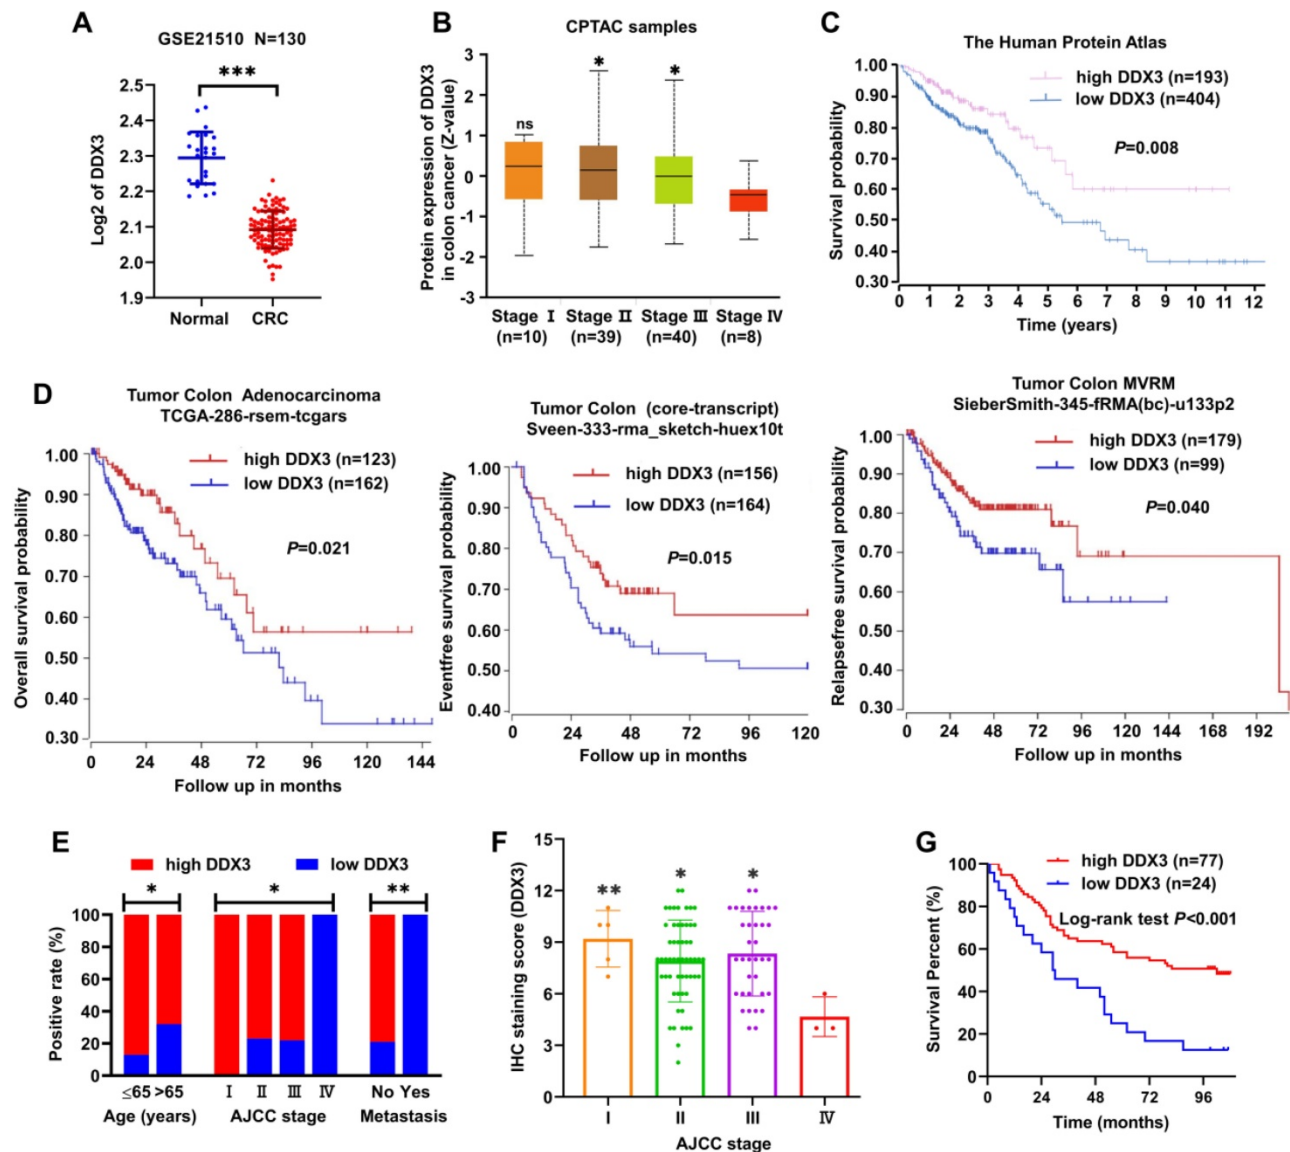 A
GSE21510 N=130
***
Log2 of DDX3
2.5
2.4
2.3
2.2
2.1
2.0
1.9
Normal CRC
B
CPTAC samples
Protein expression of DDX3
in colon cancer (Z-value)
3
2
1
0
-1
-2
-3
ns * *
Stage Ⅰ Stage Ⅱ Stage Ⅲ Stage Ⅳ
(n=10) (n=39) (n=40) (n=8)
C
The Human Protein Atlas
high DDX3 (n=193)
low DDX3 (n=404)
P=0.008
Survival probability
1.00
0.90
0.80
0.70
0.60
0.50
0.40
0.30
0 1 2 3 4 5 6 7 8 9 10 11 12
Time (years)
D
Tumor Colon Adenocarcinoma
TCGA-286-rsem-tcgars
high DDX3 (n=123)
low DDX3 (n=162)
P=0.021
Overall survival probability
1.00
0.90
0.80
0.70
0.60
0.50
0.40
0.30
0 24 48 72 96 120 144
Follow up in months
Tumor Colon (core-transcript)
Sveen-333-rma_sketch-huex10t
high DDX3 (n=156)
low DDX3 (n=164)
P=0.015
Eventfree survival probability
1.00
0.90
0.80
0.70
0.60
0.50
0.40
0 24 48 72 96 120
Follow up in months
Tumor Colon MVRM
SieberSmith-345-fRMA(bc)-u133p2
high DDX3 (n=179)
low DDX3 (n=99)
P=0.040
Relapsefree survival probability
1.00
0.90
0.80
0.70
0.60
0.50
0.40
0.30
0 24 48 72 96 120 144 168 192
Follow up in months
E
high DDX3 low DDX3
* * **
Positive rate (%)
100
80
60
40
20
0
≤65 >65 Ⅰ Ⅱ Ⅲ Ⅳ No Yes
Age (years) AJCC stage Metastasis
F
IHC staining score (DDX3)
15
12
9
6
3
0
** * *
Ⅰ Ⅱ Ⅲ Ⅳ
AJCC stage
G
high DDX3 (n=77)
low DDX3 (n=24)
Log-rank test P<0.001
Survival Percent (%)
100
80
60
40
20
0
0 24 48 72 96
Time (months)